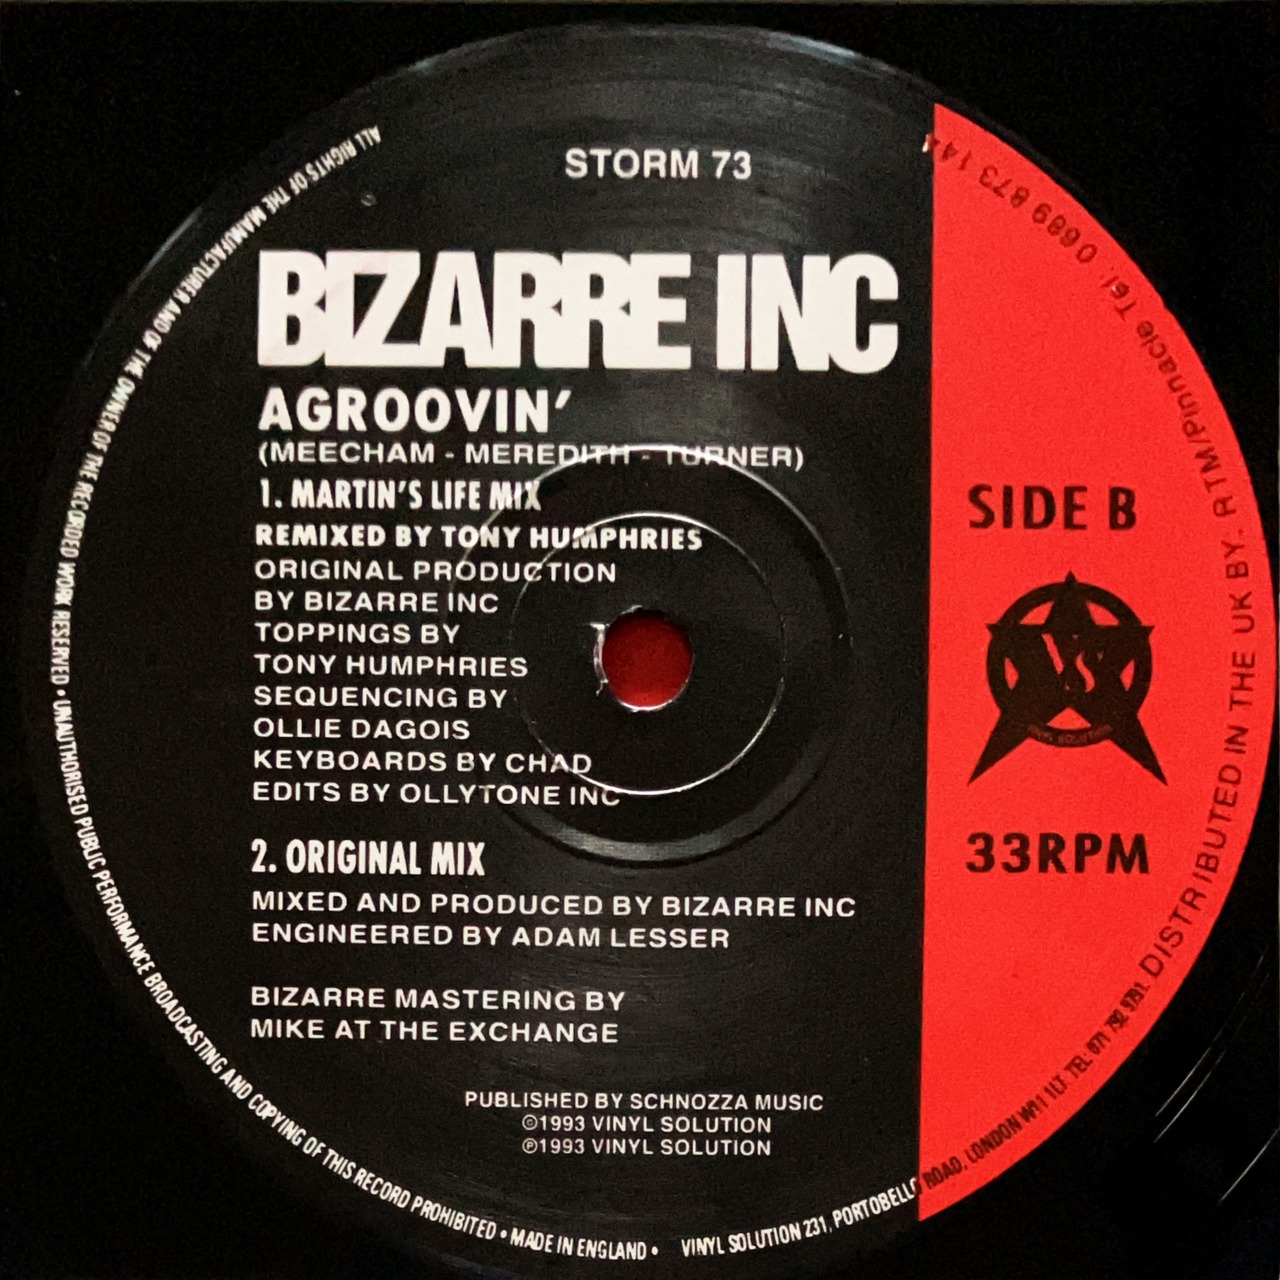 STORM 73
BIZARRE INC
AGROOVIN'
(MEECHAM - MEREDITH - TURNER)
1. MARTIN'S LIFE MIX
REMIXED BY TONY HUMPHRIES
ORIGINAL PRODUCTION
BY BIZARRE INC
TOPPINGS BY
TONY HUMPHRIES
SEQUENCING BY
OLLIE DAGOIS
KEYBOARDS BY CHAD
EDITS BY OLLYTONE INC
2. ORIGINAL MIX
MIXED AND PRODUCED BY BIZARRE INC
ENGINEERED BY ADAM LESSER
BIZARRE MASTERING BY
MIKE AT THE EXCHANGE
PUBLISHED BY SCHNOZZA MUSIC
©1993 VINYL SOLUTION
℗1993 VINYL SOLUTION
SIDE B
VS
VINYL SOLUTION
33RPM
ALL RIGHTS OF THE MANUFACTURER AND OF THE OWNER OF THE RECORDED WORK RESERVED • UNAUTHORISED PUBLIC PERFORMANCE BROADCASTING AND COPYING OF THIS RECORD PROHIBITED • MADE IN ENGLAND • VINYL SOLUTION 231, PORTOBELLO ROAD, LONDON W11 1LT. TEL: 071 792 9791. DISTRIBUTED IN THE UK BY: RTM/Pinnacle Tel: 0689 873